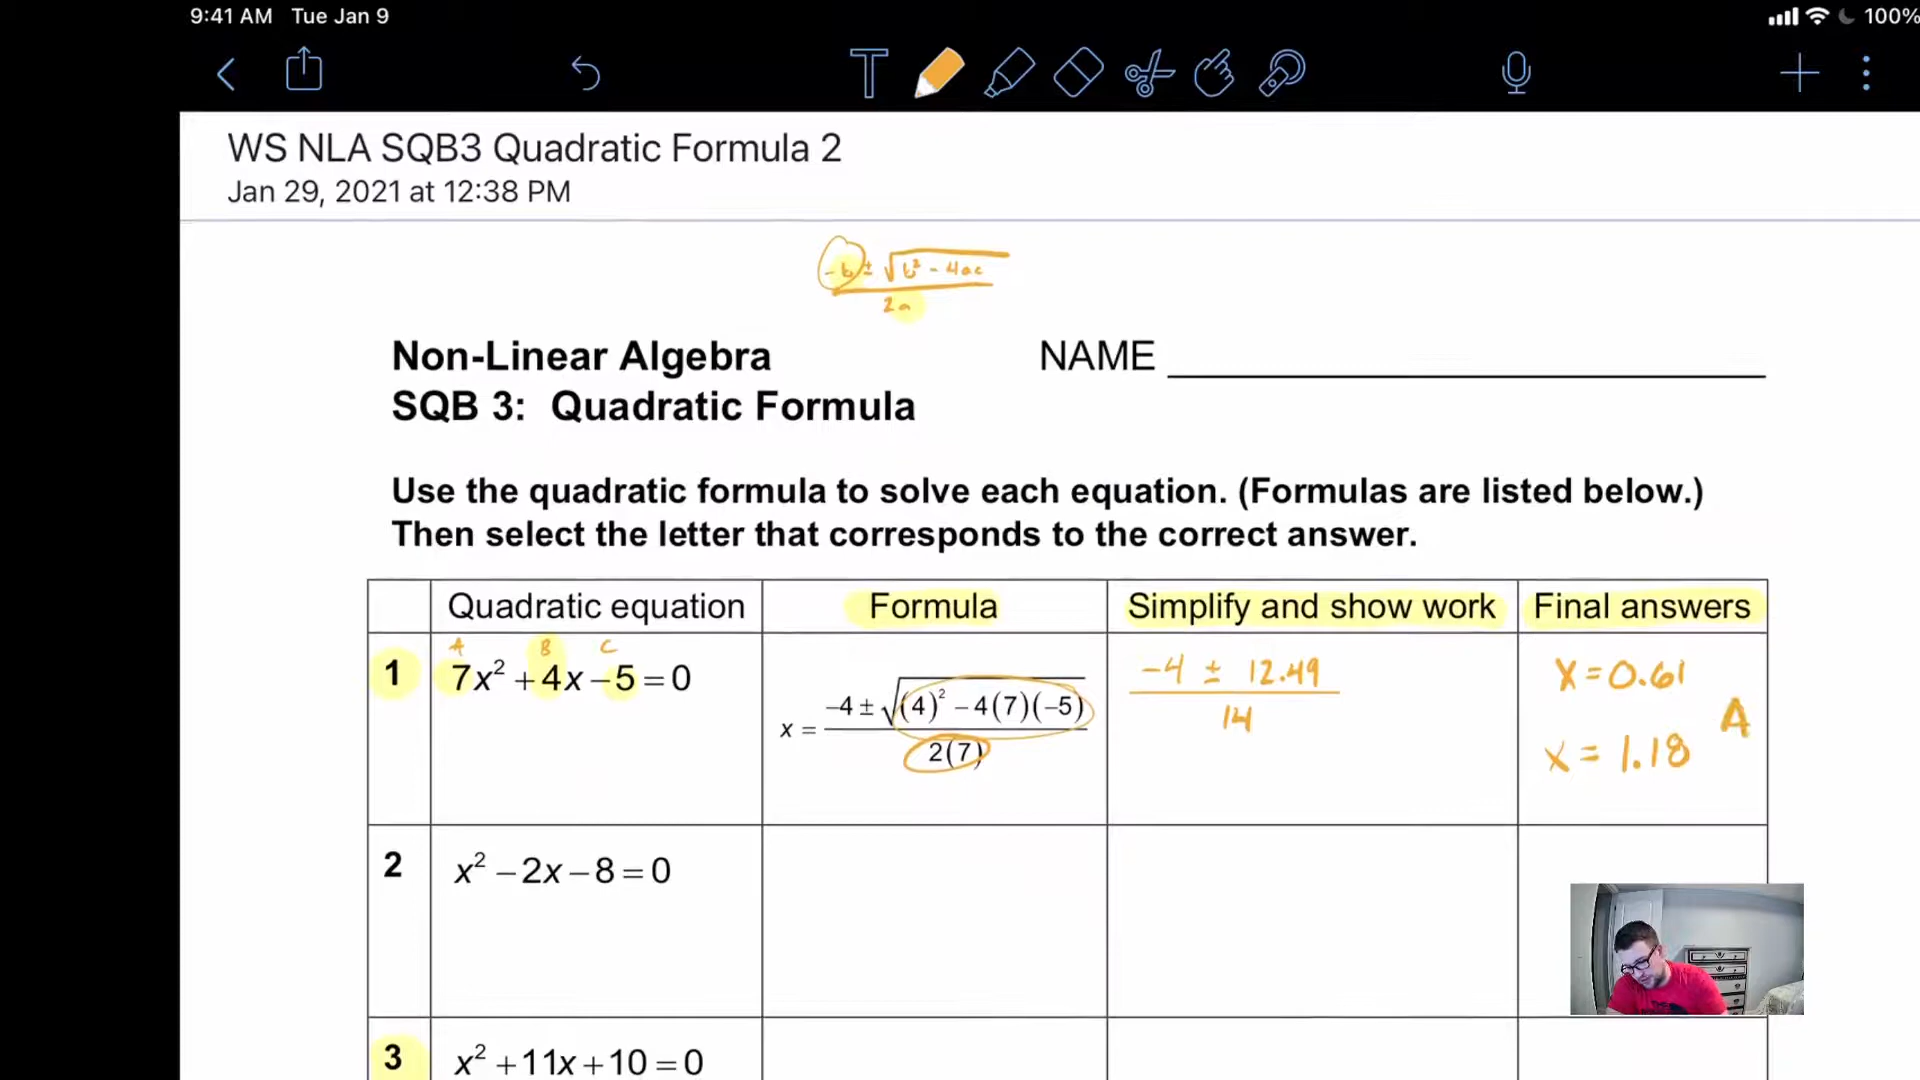 9:41 AM Tue Jan 9
100%
WS NLA SQB3 Quadratic Formula 2
Jan 29, 2021 at 12:38 PM
-b ± √b² - 4ac
2a
Non-Linear Algebra
NAME
SQB 3: Quadratic Formula
Use the quadratic formula to solve each equation. (Formulas are listed below.)
Then select the letter that corresponds to the correct answer.
Quadratic equation
Formula
Simplify and show work
Final answers
A B C
1
7x² + 4x − 5 = 0
x = −4 ± √(4)² − 4(7)(−5)
2(7)
-4 ± 12.49
14
x = 0.61
A
x = 1.18
2
x² − 2x − 8 = 0
3
x² + 11x + 10 = 0